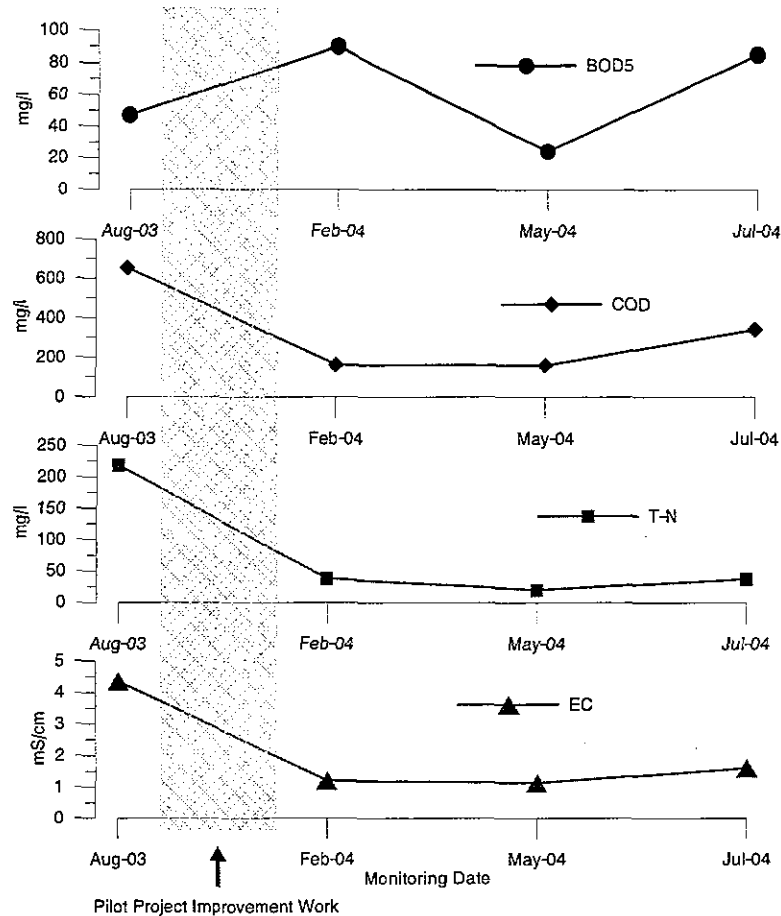 100
80
60
40
20
0
mg/l
BOD5
Aug-03 Feb-04 May-04 Jul-04
800
600
400
200
0
mg/l
COD
Aug-03 Feb-04 May-04 Jul-04
250
200
150
100
50
0
mg/l
T-N
Aug-03 Feb-04 May-04 Jul-04
5
4
3
2
1
0
mS/cm
EC
Aug-03 Feb-04 May-04 Jul-04
Monitoring Date
Pilot Project Improvement Work